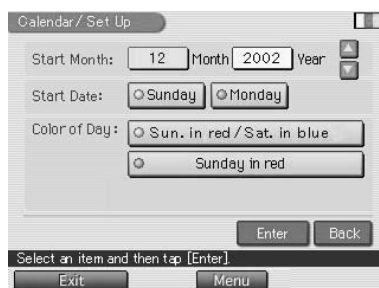 Calendar/Set Up
Start Month: 12 Month 2002 Year
Start Date: Sunday Monday
Color of Day: Sun. in red/Sat. in blue
Sunday in red
Enter Back
Select an item and then tap [Enter].
Exit Menu